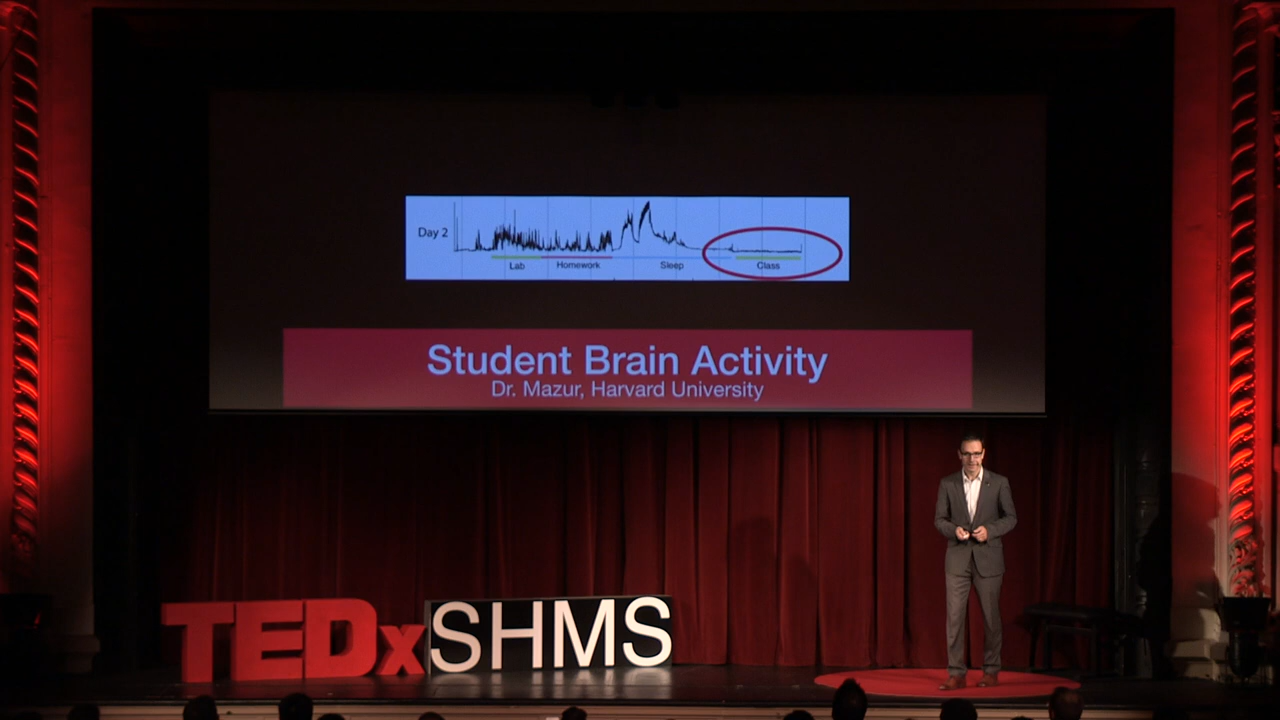 Day 2
Lab Homework Sleep Class
Student Brain Activity
Dr. Mazur, Harvard University
TEDxSHMS